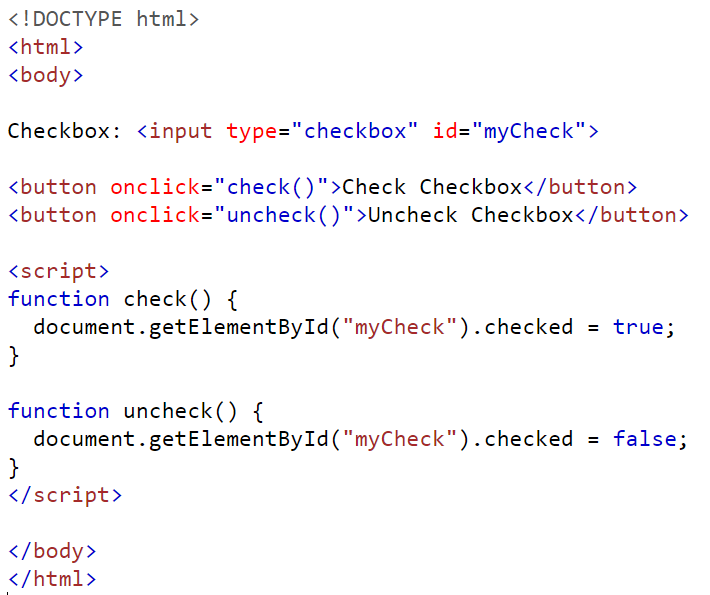 <!DOCTYPE html>
<html>
<body>
Checkbox: <input type="checkbox" id="myCheck">
<button onclick="check()">Check Checkbox</button>
<button onclick="uncheck()">Uncheck Checkbox</button>
<script>
function check() {
  document.getElementById("myCheck").checked = true;
}
function uncheck() {
  document.getElementById("myCheck").checked = false;
}
</script>
</body>
</html>